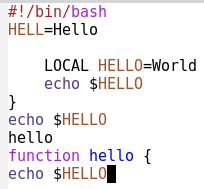 #!/bin/bash
HELL=Hello
LOCAL HELLO=World
echo $HELLO
}
echo $HELLO
hello
function hello {
echo $HELLO